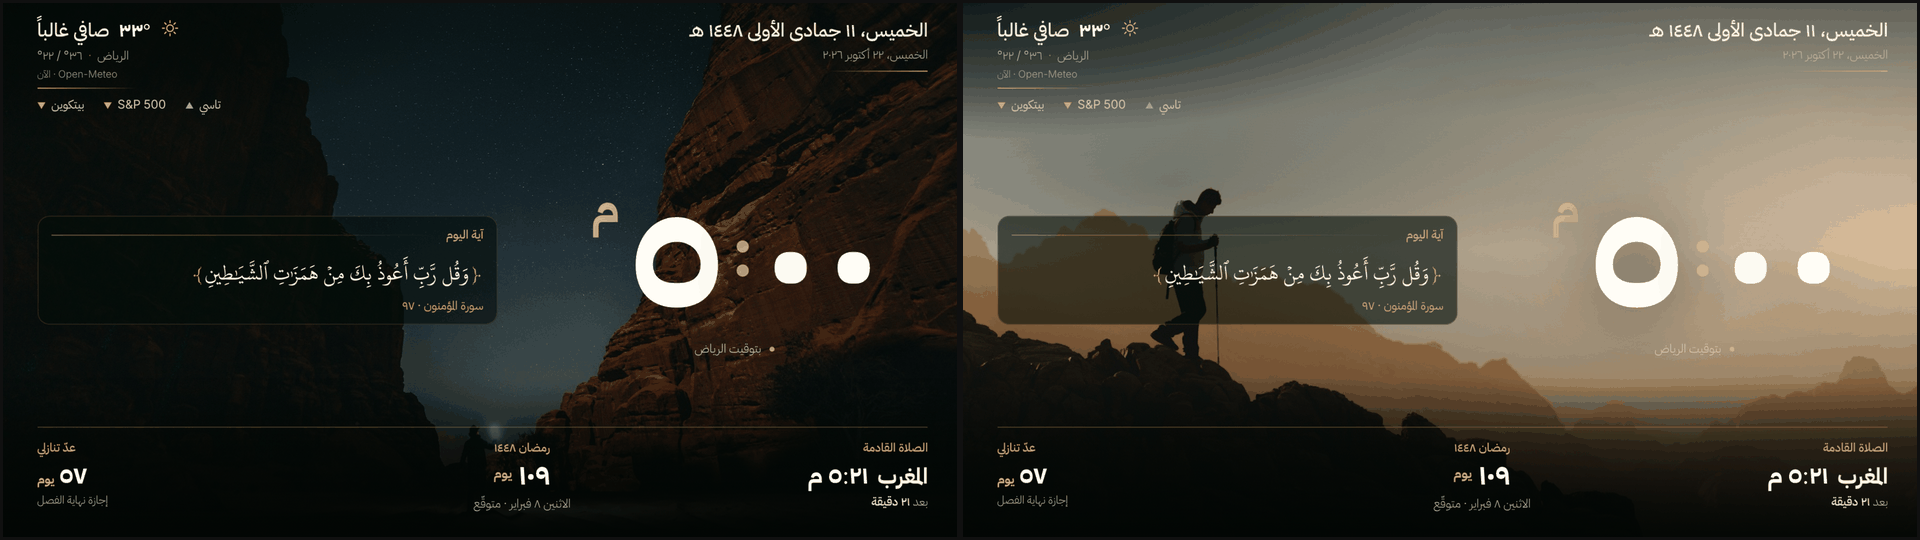 الخميس، ١١ جمادى الأولى ١٤٤٨ هـ
الخميس، ٢٢ أكتوبر ٢٠٢٦
٣٣° صافي غالباً
الرياض · ٣٦° / ٢٢°
Open-Meteo · الآن
تاسي ▲ S&P 500 ▼ بيتكوين ▼
٥:٠٠ م
بتوقيت الرياض
آية اليوم
﴿وَقُل رَّبِّ أَعُوذُ بِكَ مِنْ هَمَزَٰتِ ٱلشَّيَـٰطِينِ﴾
سورة المؤمنون · ٩٧
الصلاة القادمة
المغرب ٥:٢١ م
بعد ٢١ دقيقة
رمضان ١٤٤٨
١٠٩ يوم
الاثنين ٨ فبراير · متوقّع
عدّ تنازلي
٥٧ يوم
إجازة نهاية الفصل
الخميس، ١١ جمادى الأولى ١٤٤٨ هـ
الخميس، ٢٢ أكتوبر ٢٠٢٦
٣٣° صافي غالباً
الرياض · ٣٦° / ٢٢°
Open-Meteo · الآن
تاسي ▲ S&P 500 ▼ بيتكوين ▼
٥:٠٠ م
بتوقيت الرياض
آية اليوم
﴿وَقُل رَّبِّ أَعُوذُ بِكَ مِنْ هَمَزَٰتِ ٱلشَّيَـٰطِينِ﴾
سورة المؤمنون · ٩٧
الصلاة القادمة
المغرب ٥:٢١ م
بعد ٢١ دقيقة
رمضان ١٤٤٨
١٠٩ يوم
الاثنين ٨ فبراير · متوقّع
عدّ تنازلي
٥٧ يوم
إجازة نهاية الفصل